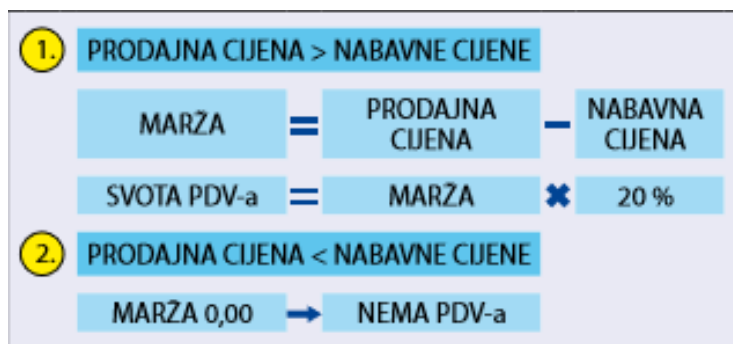 1. PRODAJNA CIJENA > NABAVNE CIJENE
MARŽA = PRODAJNA CIJENA − NABAVNA CIJENA
SVOTA PDV-a = MARŽA × 20 %
2. PRODAJNA CIJENA < NABAVNE CIJENE
MARŽA 0,00 → NEMA PDV-a